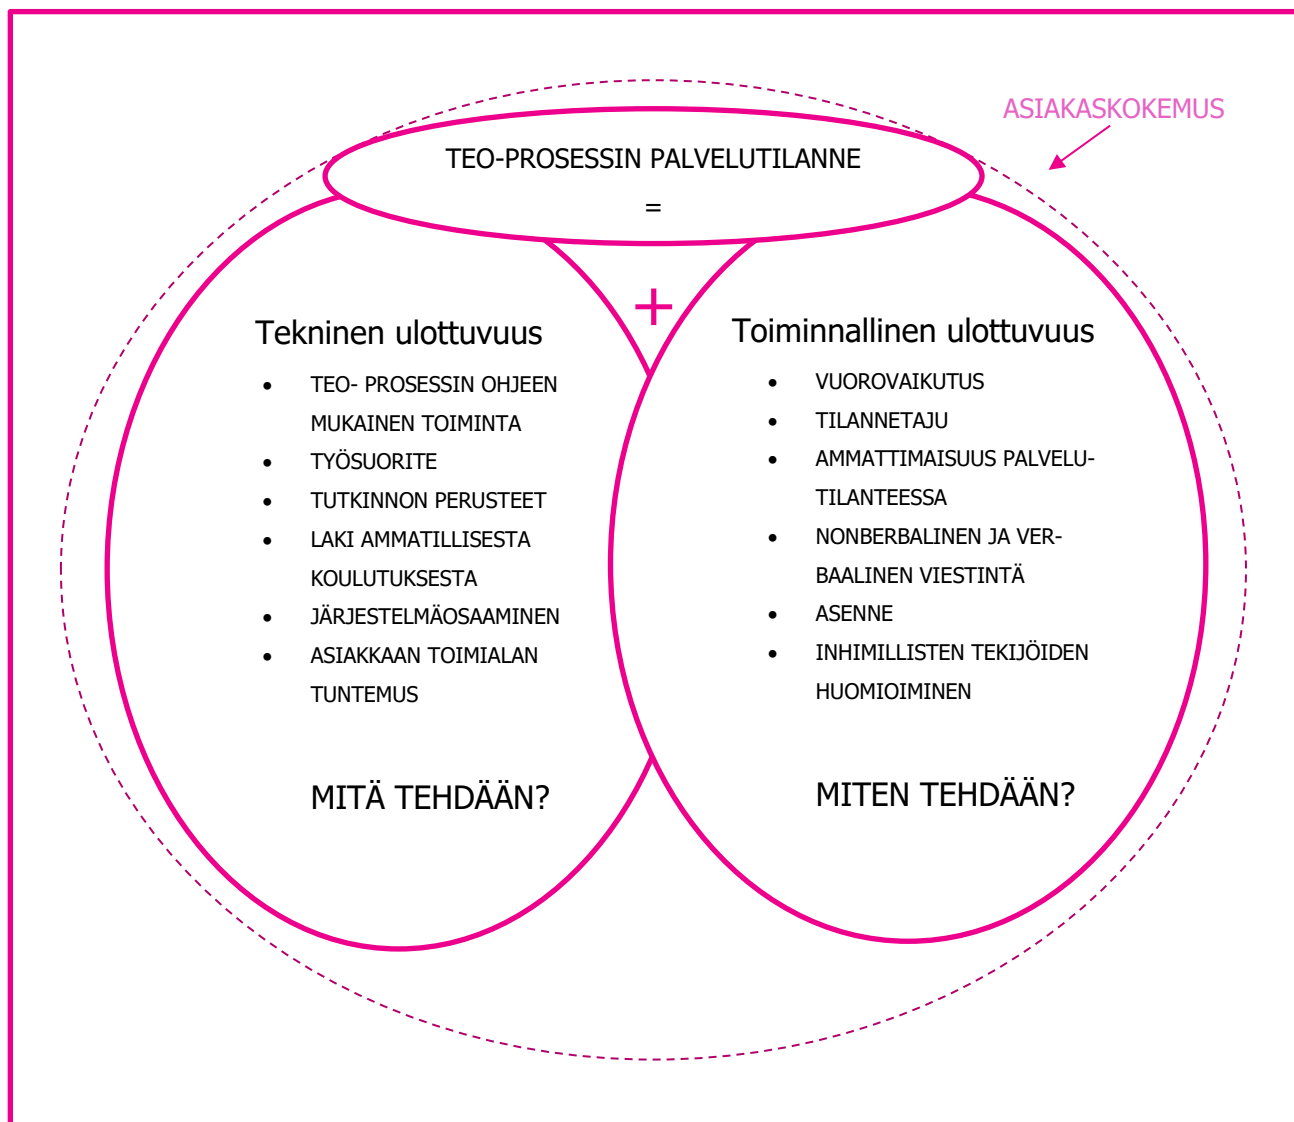 ASIAKASKOKEMUS
TEO-PROSESSIN PALVELUTILANNE
=
+
Tekninen ulottuvuus
• TEO- PROSESSIN OHJEEN
MUKAINEN TOIMINTA
• TYÖSUORITE
• TUTKINNON PERUSTEET
• LAKI AMMATILLISESTA
KOULUTUKSESTA
• JÄRJESTELMÄOSAAMINEN
• ASIAKKAAN TOIMIALAN
TUNTEMUS
MITÄ TEHDÄÄN?
Toiminnallinen ulottuvuus
• VUOROVAIKUTUS
• TILANNETAJU
• AMMATTIMAISUUS PALVELU-
TILANTEESSA
• NONBERBALINEN JA VER-
BAALINEN VIESTINTÄ
• ASENNE
• INHIMILLISTEN TEKIJÖIDEN
HUOMIOIMINEN
MITEN TEHDÄÄN?